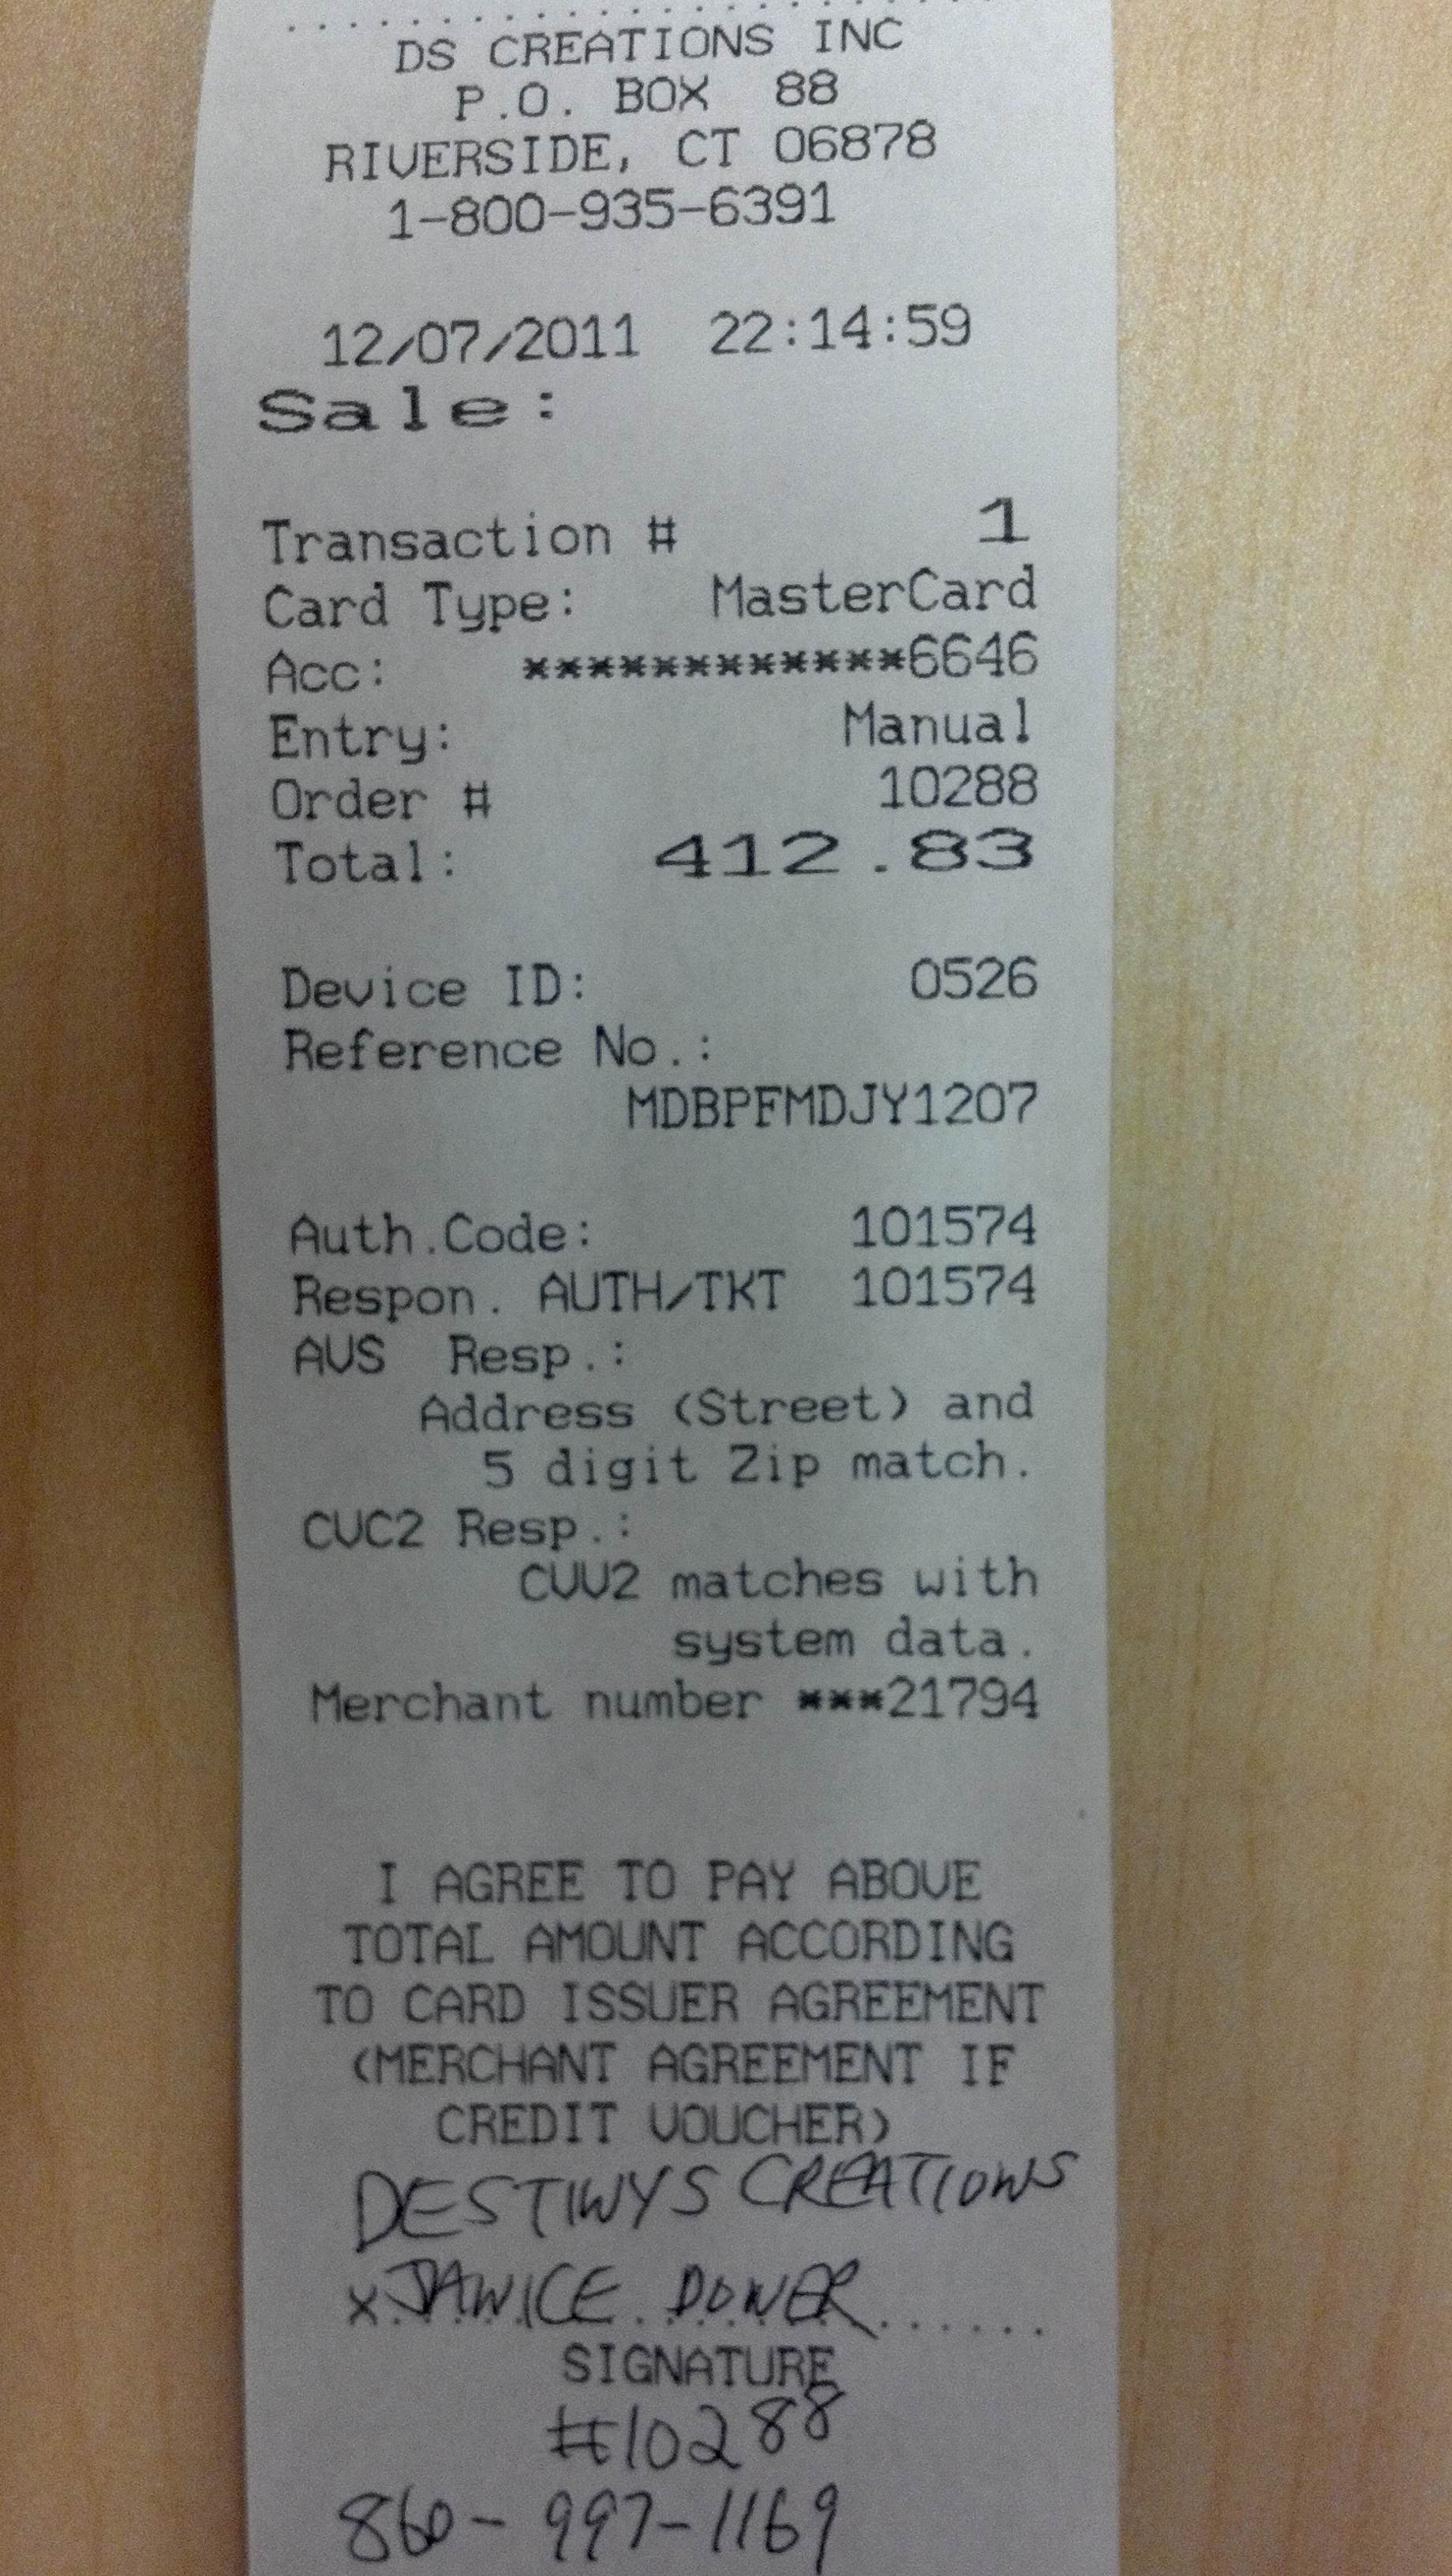 DS CREATIONS INC
P.O. BOX 88
RIVERSIDE, CT 06878
1-800-935-6391
12/07/2011 22:14:59
Sale:
Transaction # 1
Card Type: MasterCard
Acc: ************6646
Entry: Manual
Order # 10288
Total: 412.83
Device ID: 0526
Reference No.:
MDBPFMDJY1207
Auth.Code: 101574
Respon. AUTH/TKT 101574
AVS Resp.:
Address (Street) and
5 digit Zip match.
CVC2 Resp.:
CVV2 matches with
system data.
Merchant number ***21794
I AGREE TO PAY ABOVE
TOTAL AMOUNT ACCORDING
TO CARD ISSUER AGREEMENT
(MERCHANT AGREEMENT IF
CREDIT VOUCHER)
DESTINYS CREATIONS
x JANICE DONER
SIGNATURE
#10288
860-997-1169